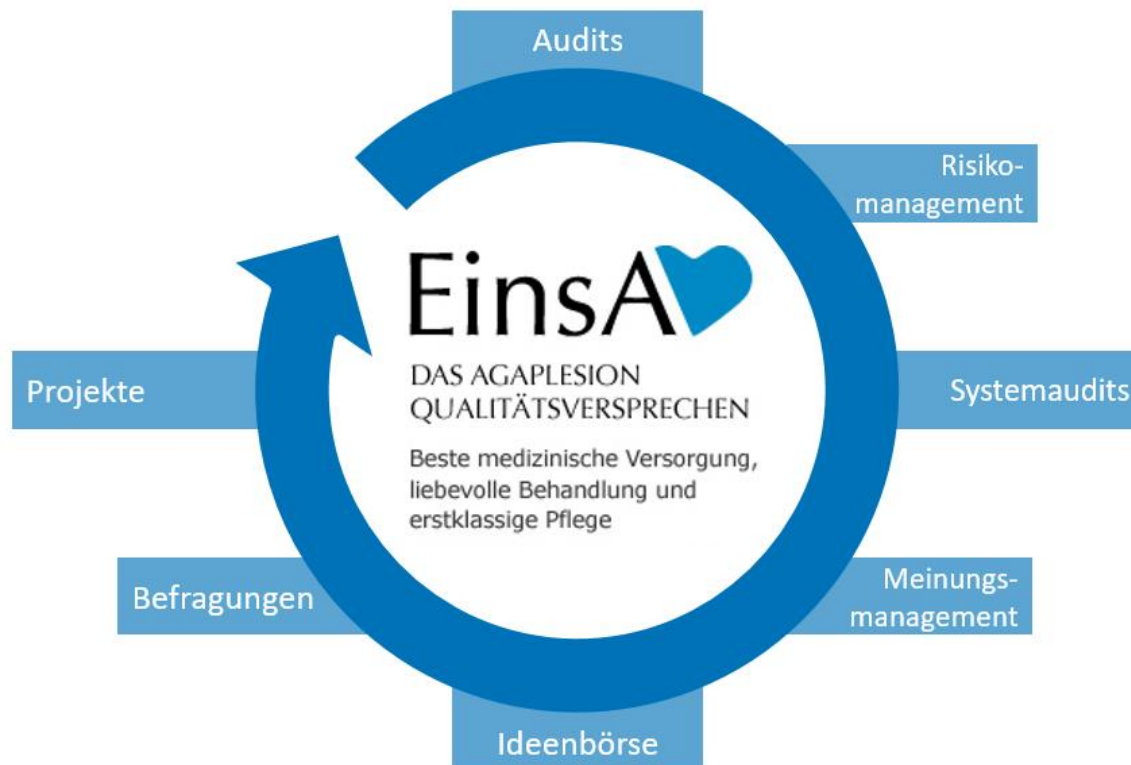 Audits
Risiko-
management
Systemaudits
Meinungs-
management
Ideenbörse
Befragungen
Projekte
EinsA
DAS AGAPLESION
QUALITÄTSVERSPRECHEN
Beste medizinische Versorgung,
liebevolle Behandlung und
erstklassige Pflege